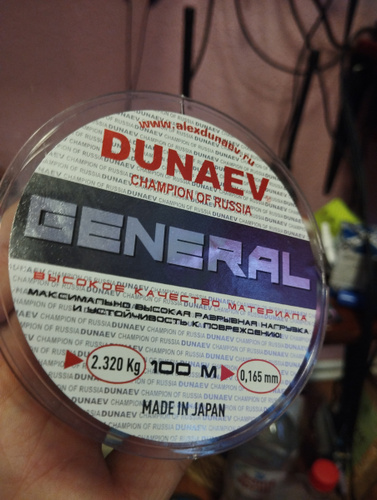 www.alexdunaev.ru
DUNAEV
CHAMPION OF RUSSIA
GENERAL
ВЫСОКОЕ КАЧЕСТВО МАТЕРИАЛА
МАКСИМАЛЬНО ВЫСОКАЯ РАЗРЫВНАЯ НАГРУЗКА
И УСТОЙЧИВОСТЬ К ПОВРЕЖДЕНИЮ
2.320 Kg 100 М 0,165 mm
MADE IN JAPAN